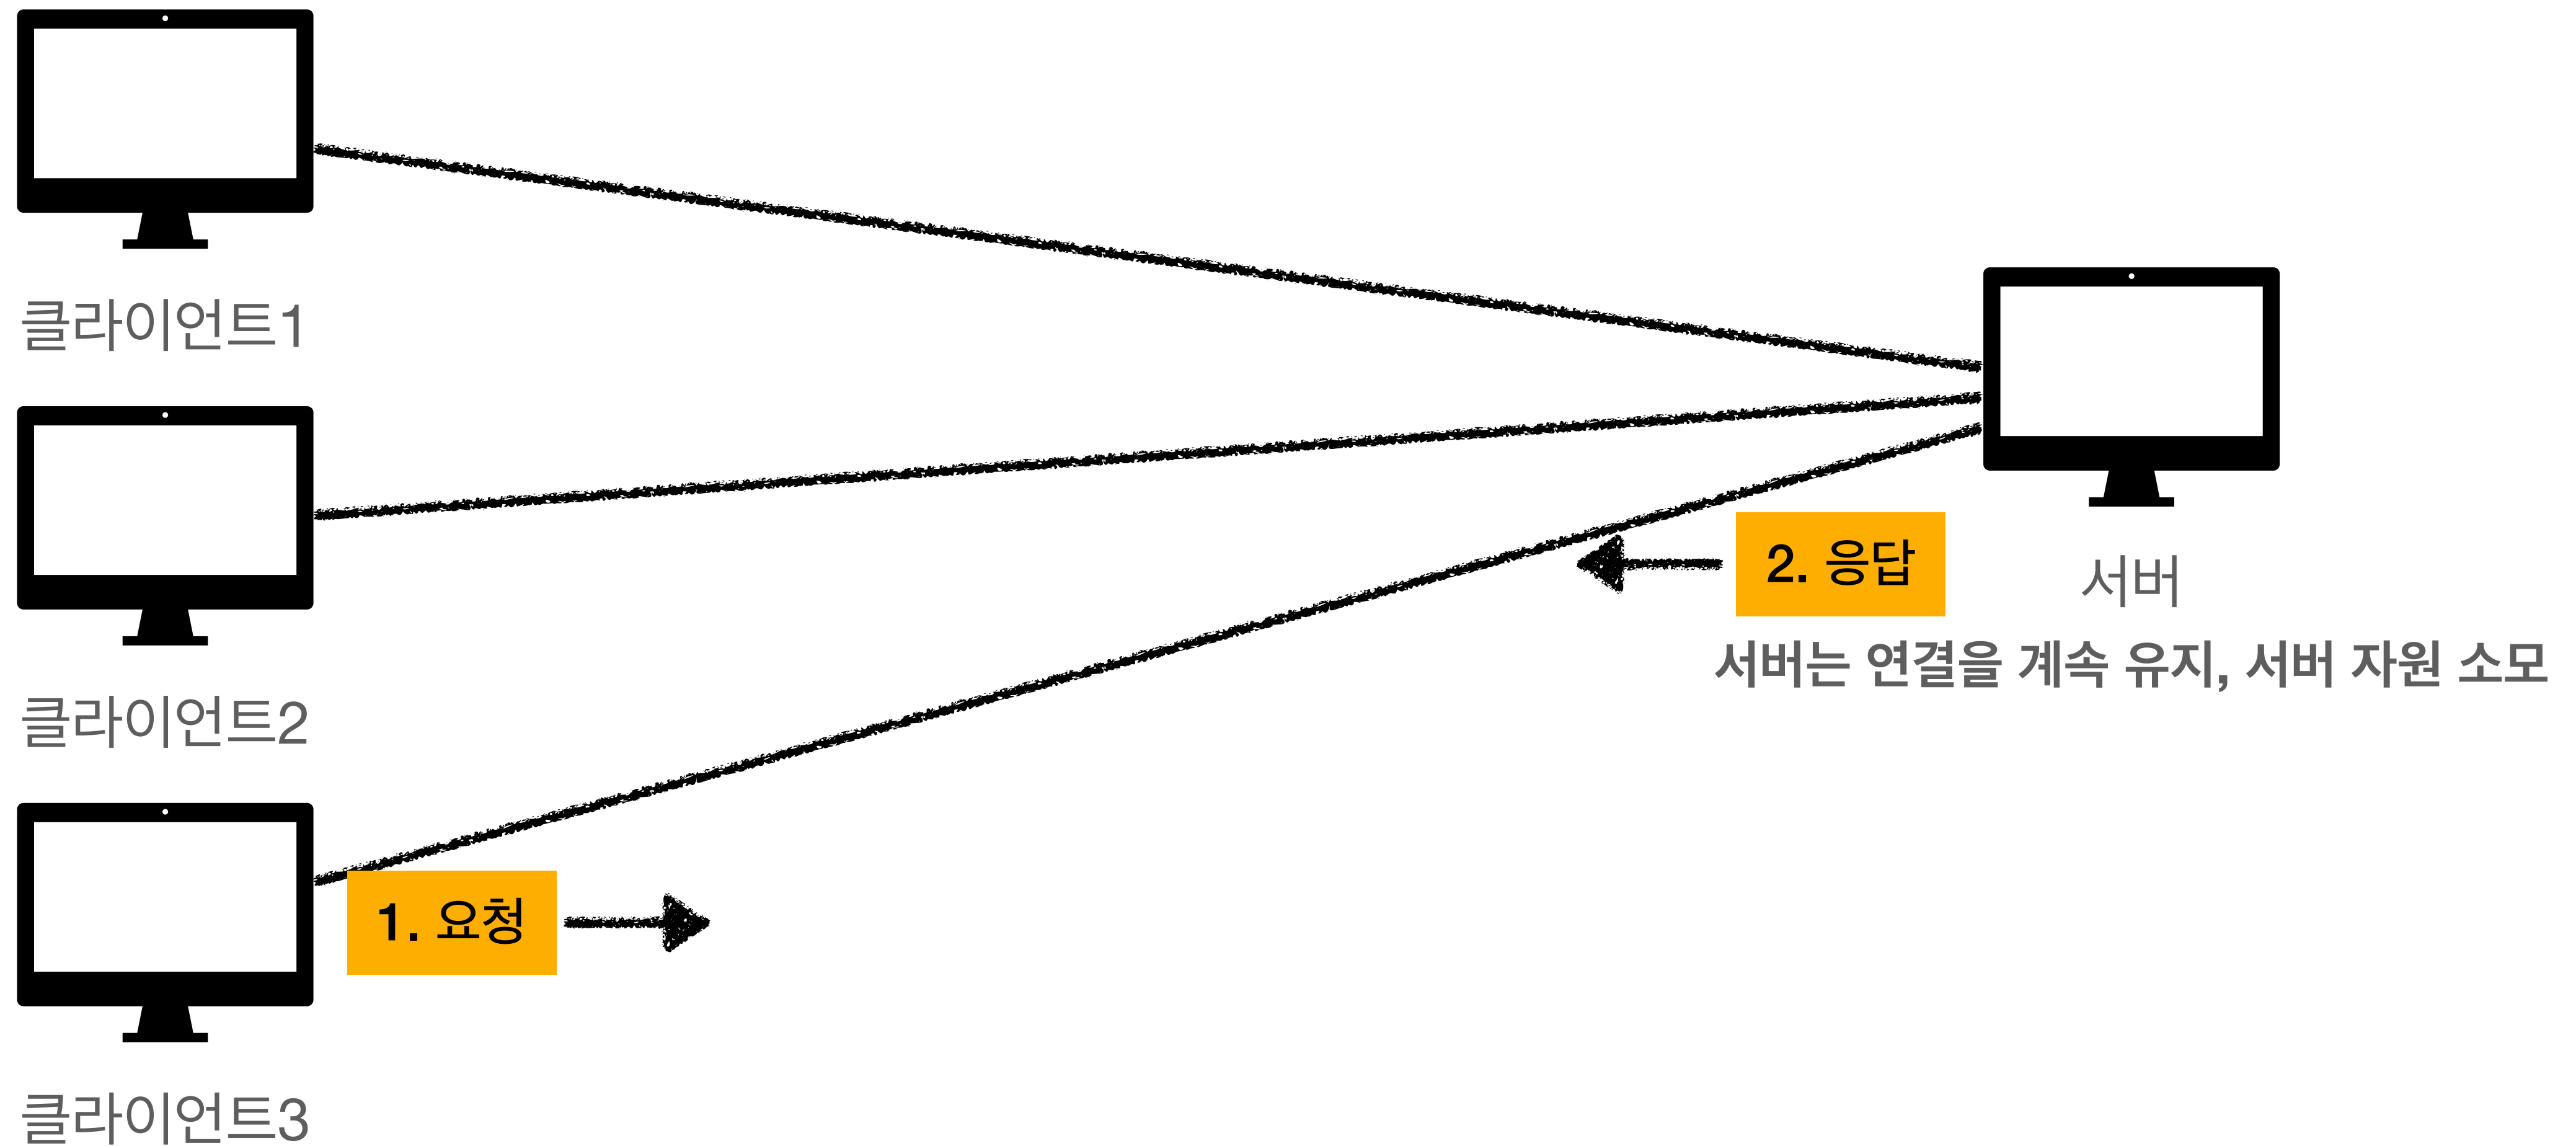 클라이언트1
클라이언트2
2. 응답
서버
서버는 연결을 계속 유지, 서버 자원 소모
1. 요청
클라이언트3